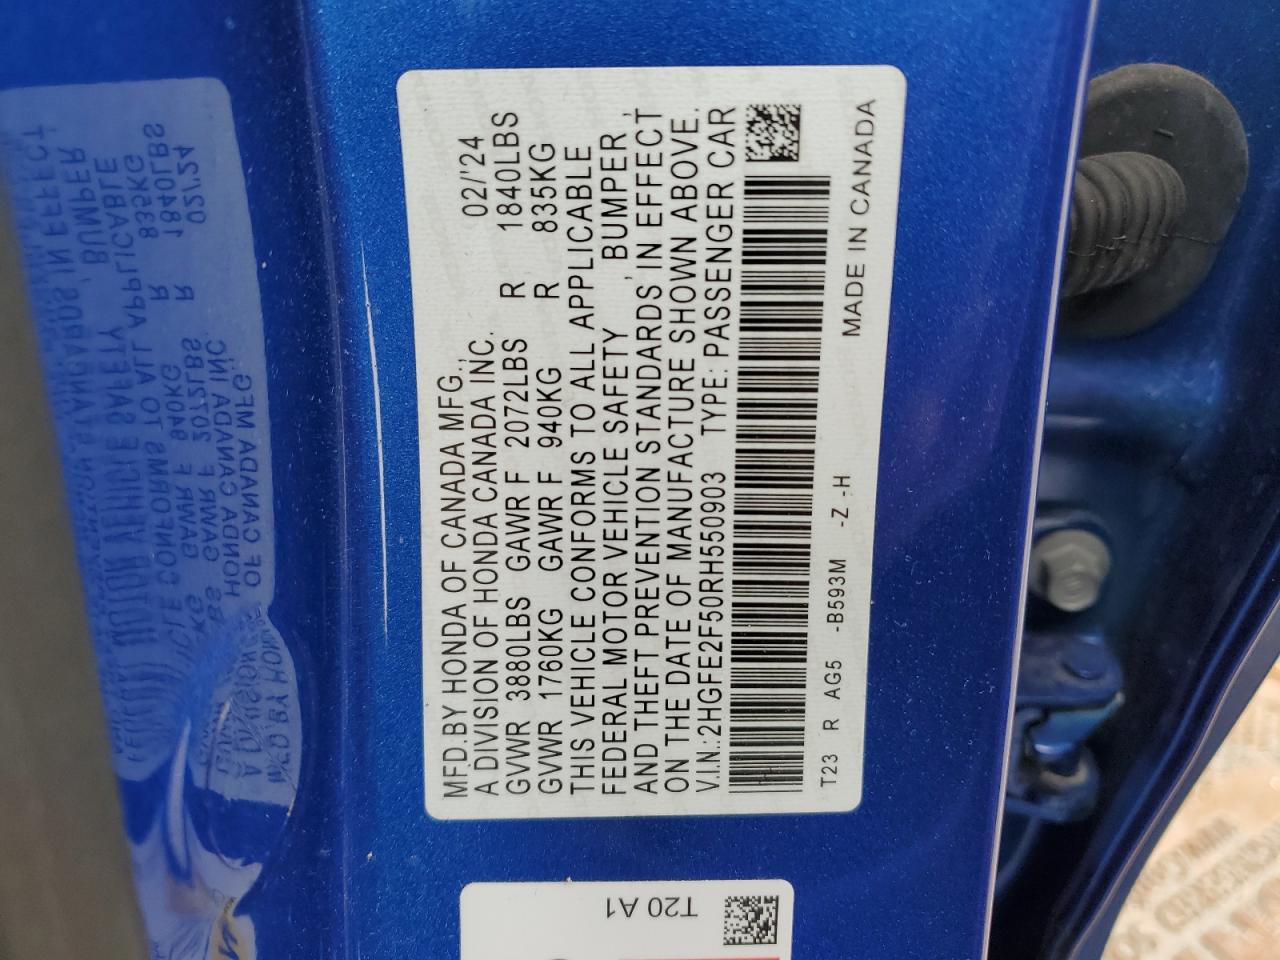 MFD.BY HONDA OF CANADA MFG., 02/'24
A DIVISION OF HONDA CANADA INC.
GVWR 3880LBS GAWR F 2072LBS R 1840LBS
GVWR 1760KG GAWR F 940KG R 835KG
THIS VEHICLE CONFORMS TO ALL APPLICABLE
FEDERAL MOTOR VEHICLE SAFETY , BUMPER ,
AND THEFT PREVENTION STANDARDS, IN EFFECT
ON THE DATE OF MANUFACTURE SHOWN ABOVE.
V.I.N.: 2HGFE2F50RH550903 TYPE: PASSENGER CAR
T23 R AG5 -B593M -Z -H
MADE IN CANADA
T20 A1